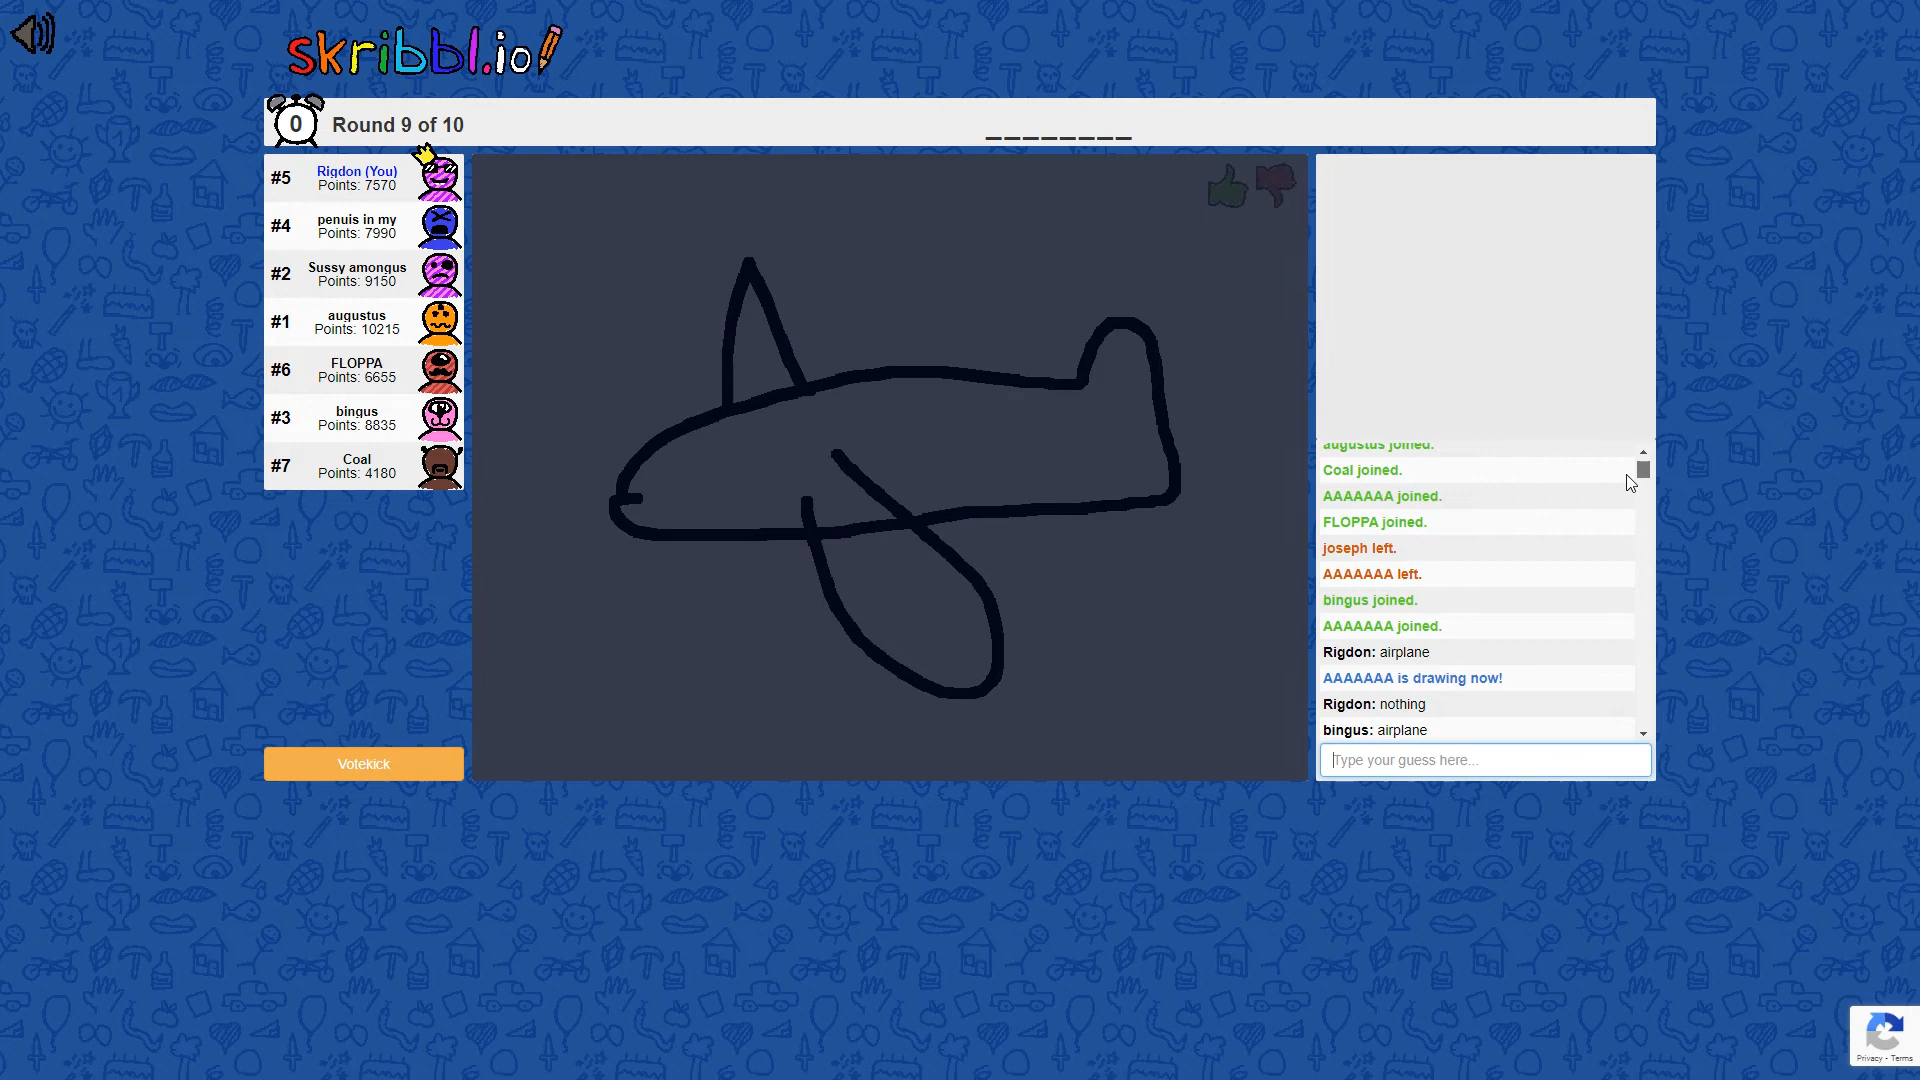 skribbl.io
0
Round 9 of 10
________
#5
Rigdon (You)
Points: 7570
#4
penuis in my
Points: 7990
#2
Sussy amongus
Points: 9150
#1
augustus
Points: 10215
#6
FLOPPA
Points: 6655
#3
bingus
Points: 8835
#7
Coal
Points: 4180
Votekick
augustus joined.
Coal joined.
AAAAAAA joined.
FLOPPA joined.
joseph left.
AAAAAAA left.
bingus joined.
AAAAAAA joined.
Rigdon: airplane
AAAAAAA is drawing now!
Rigdon: nothing
bingus: airplane
Type your guess here...
Privacy - Terms